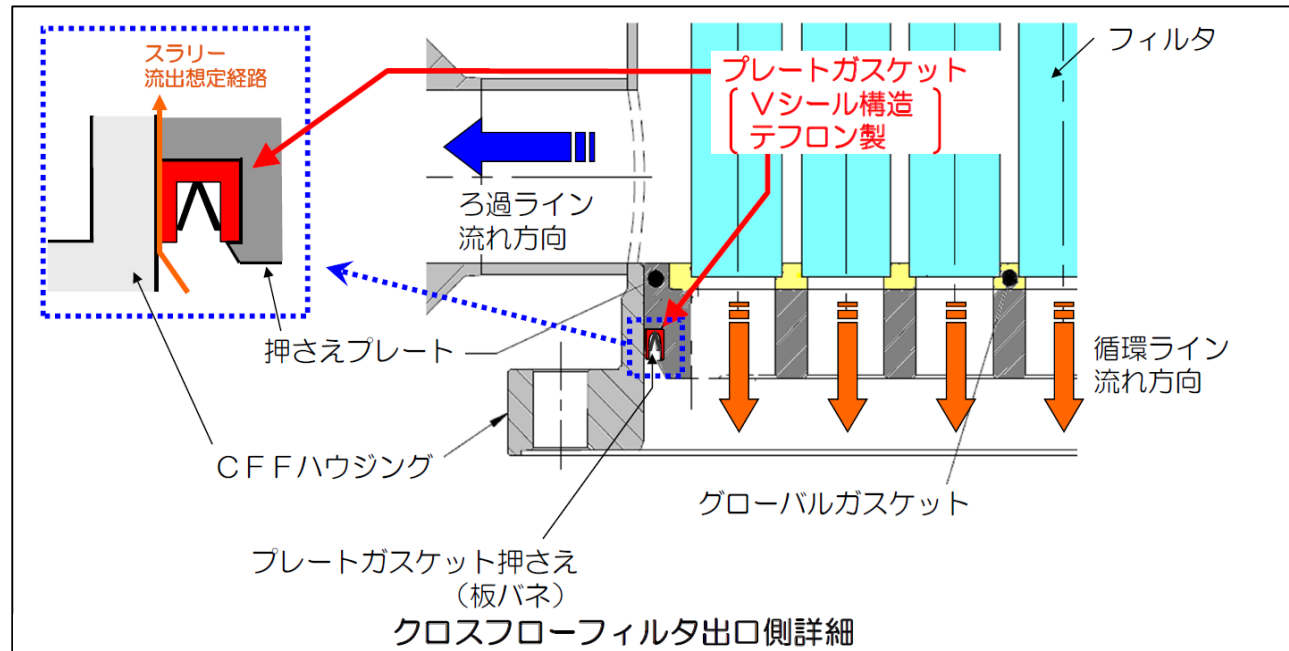 スラリー
流出想定経路
プレートガスケット
Vシール構造
テフロン製
フィルタ
ろ過ライン
流れ方向
押さえプレート
循環ライン
流れ方向
CFFハウジング
グローバルガスケット
プレートガスケット押さえ
(板バネ)
クロスフローフィルタ出口側詳細